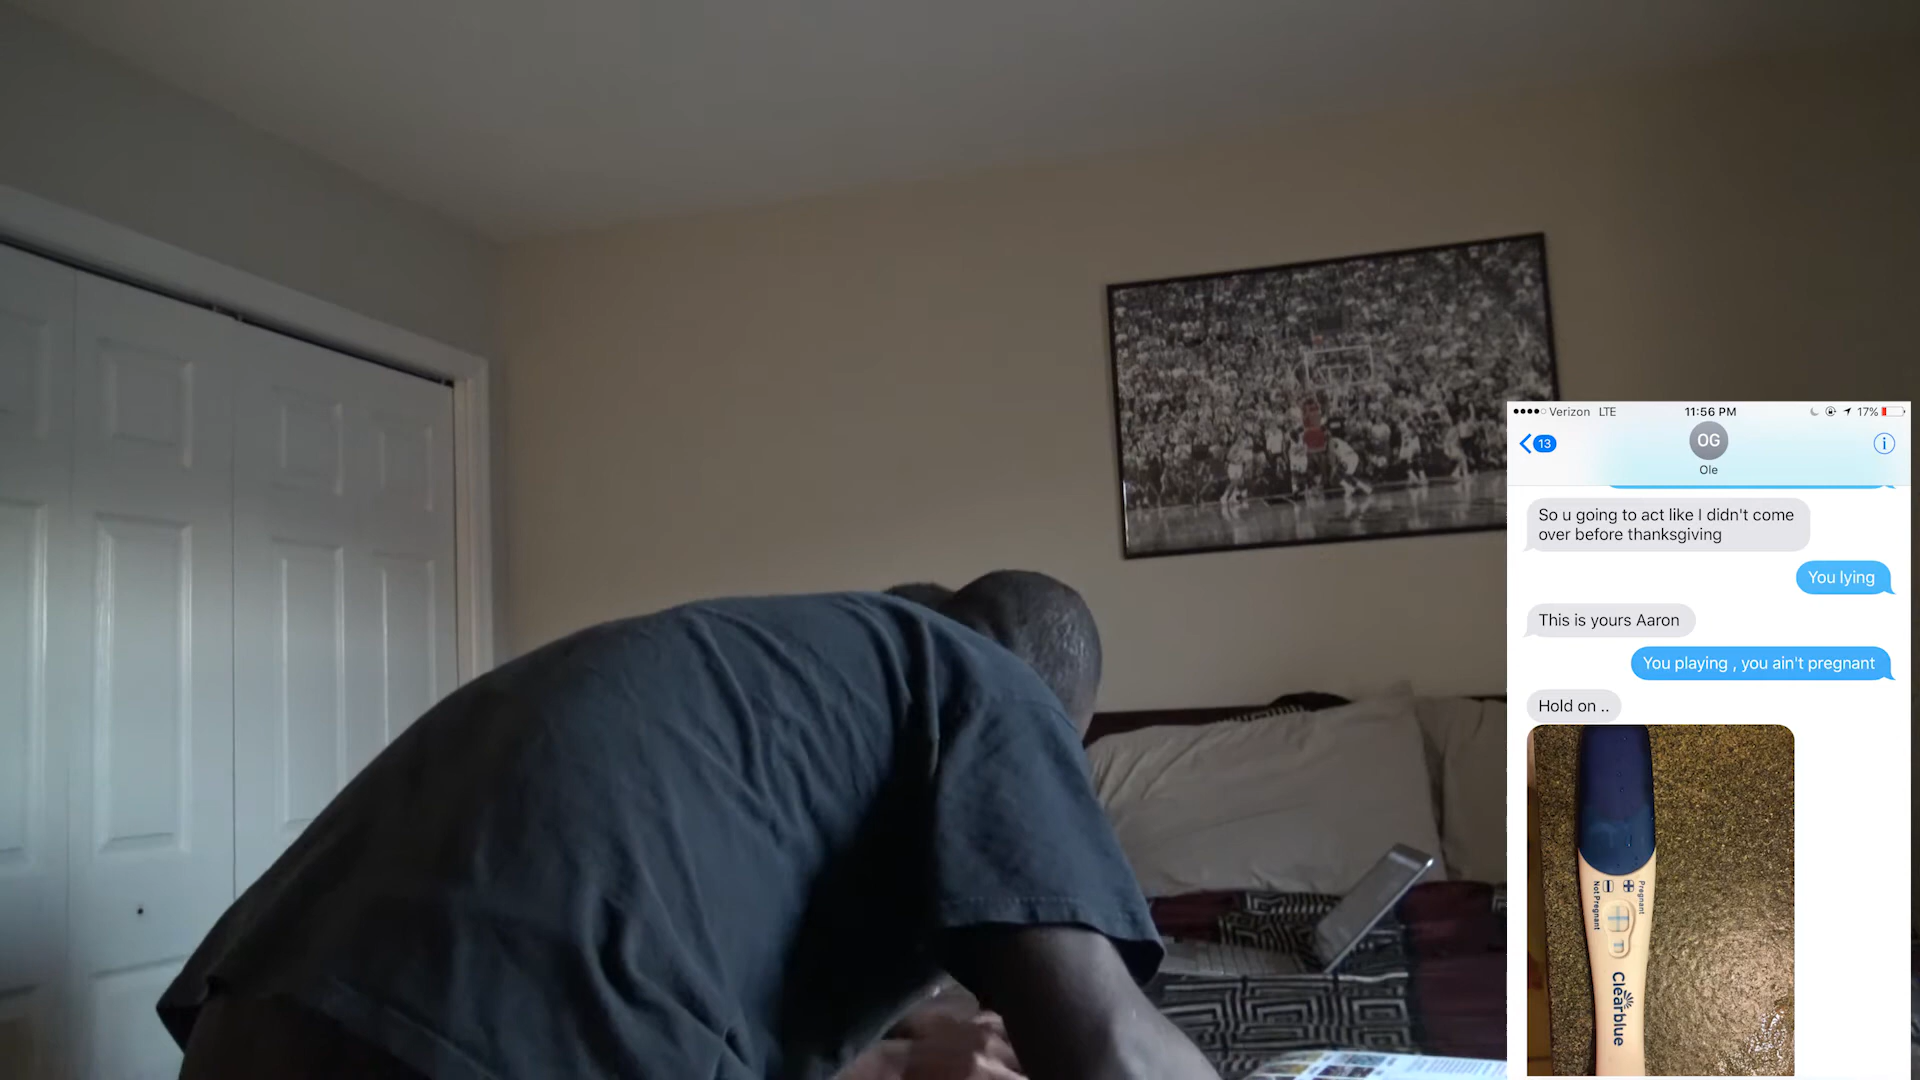 Verizon LTE
11:56 PM
17%
13
OG
Ole
So u going to act like I didn't come
over before thanksgiving
You lying
This is yours Aaron
You playing , you ain't pregnant
Hold on ..
Pregnant
Not Pregnant
Clearblue